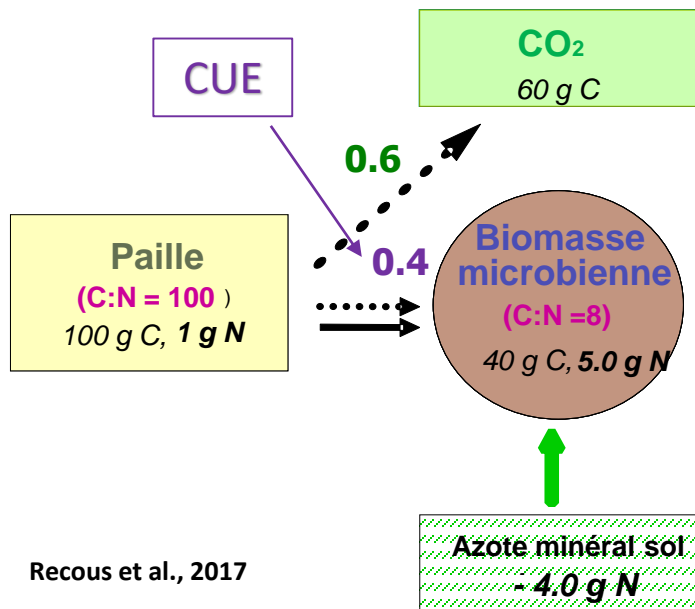 CUE
CO₂
60 g C
0.6
0.4
Paille
(C:N = 100 )
100 g C, 1 g N
Biomasse
microbienne
(C:N =8)
40 g C, 5.0 g N
Azote minéral sol
- 4.0 g N
Recous et al., 2017